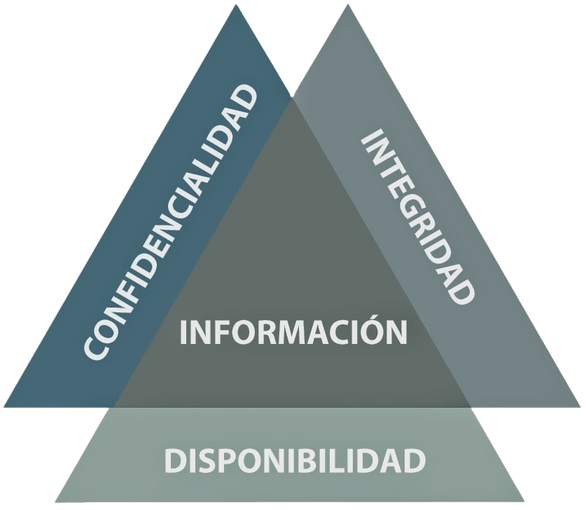 CONFIDENCIALIDAD
INTEGRIDAD
INFORMACIÓN
DISPONIBILIDAD